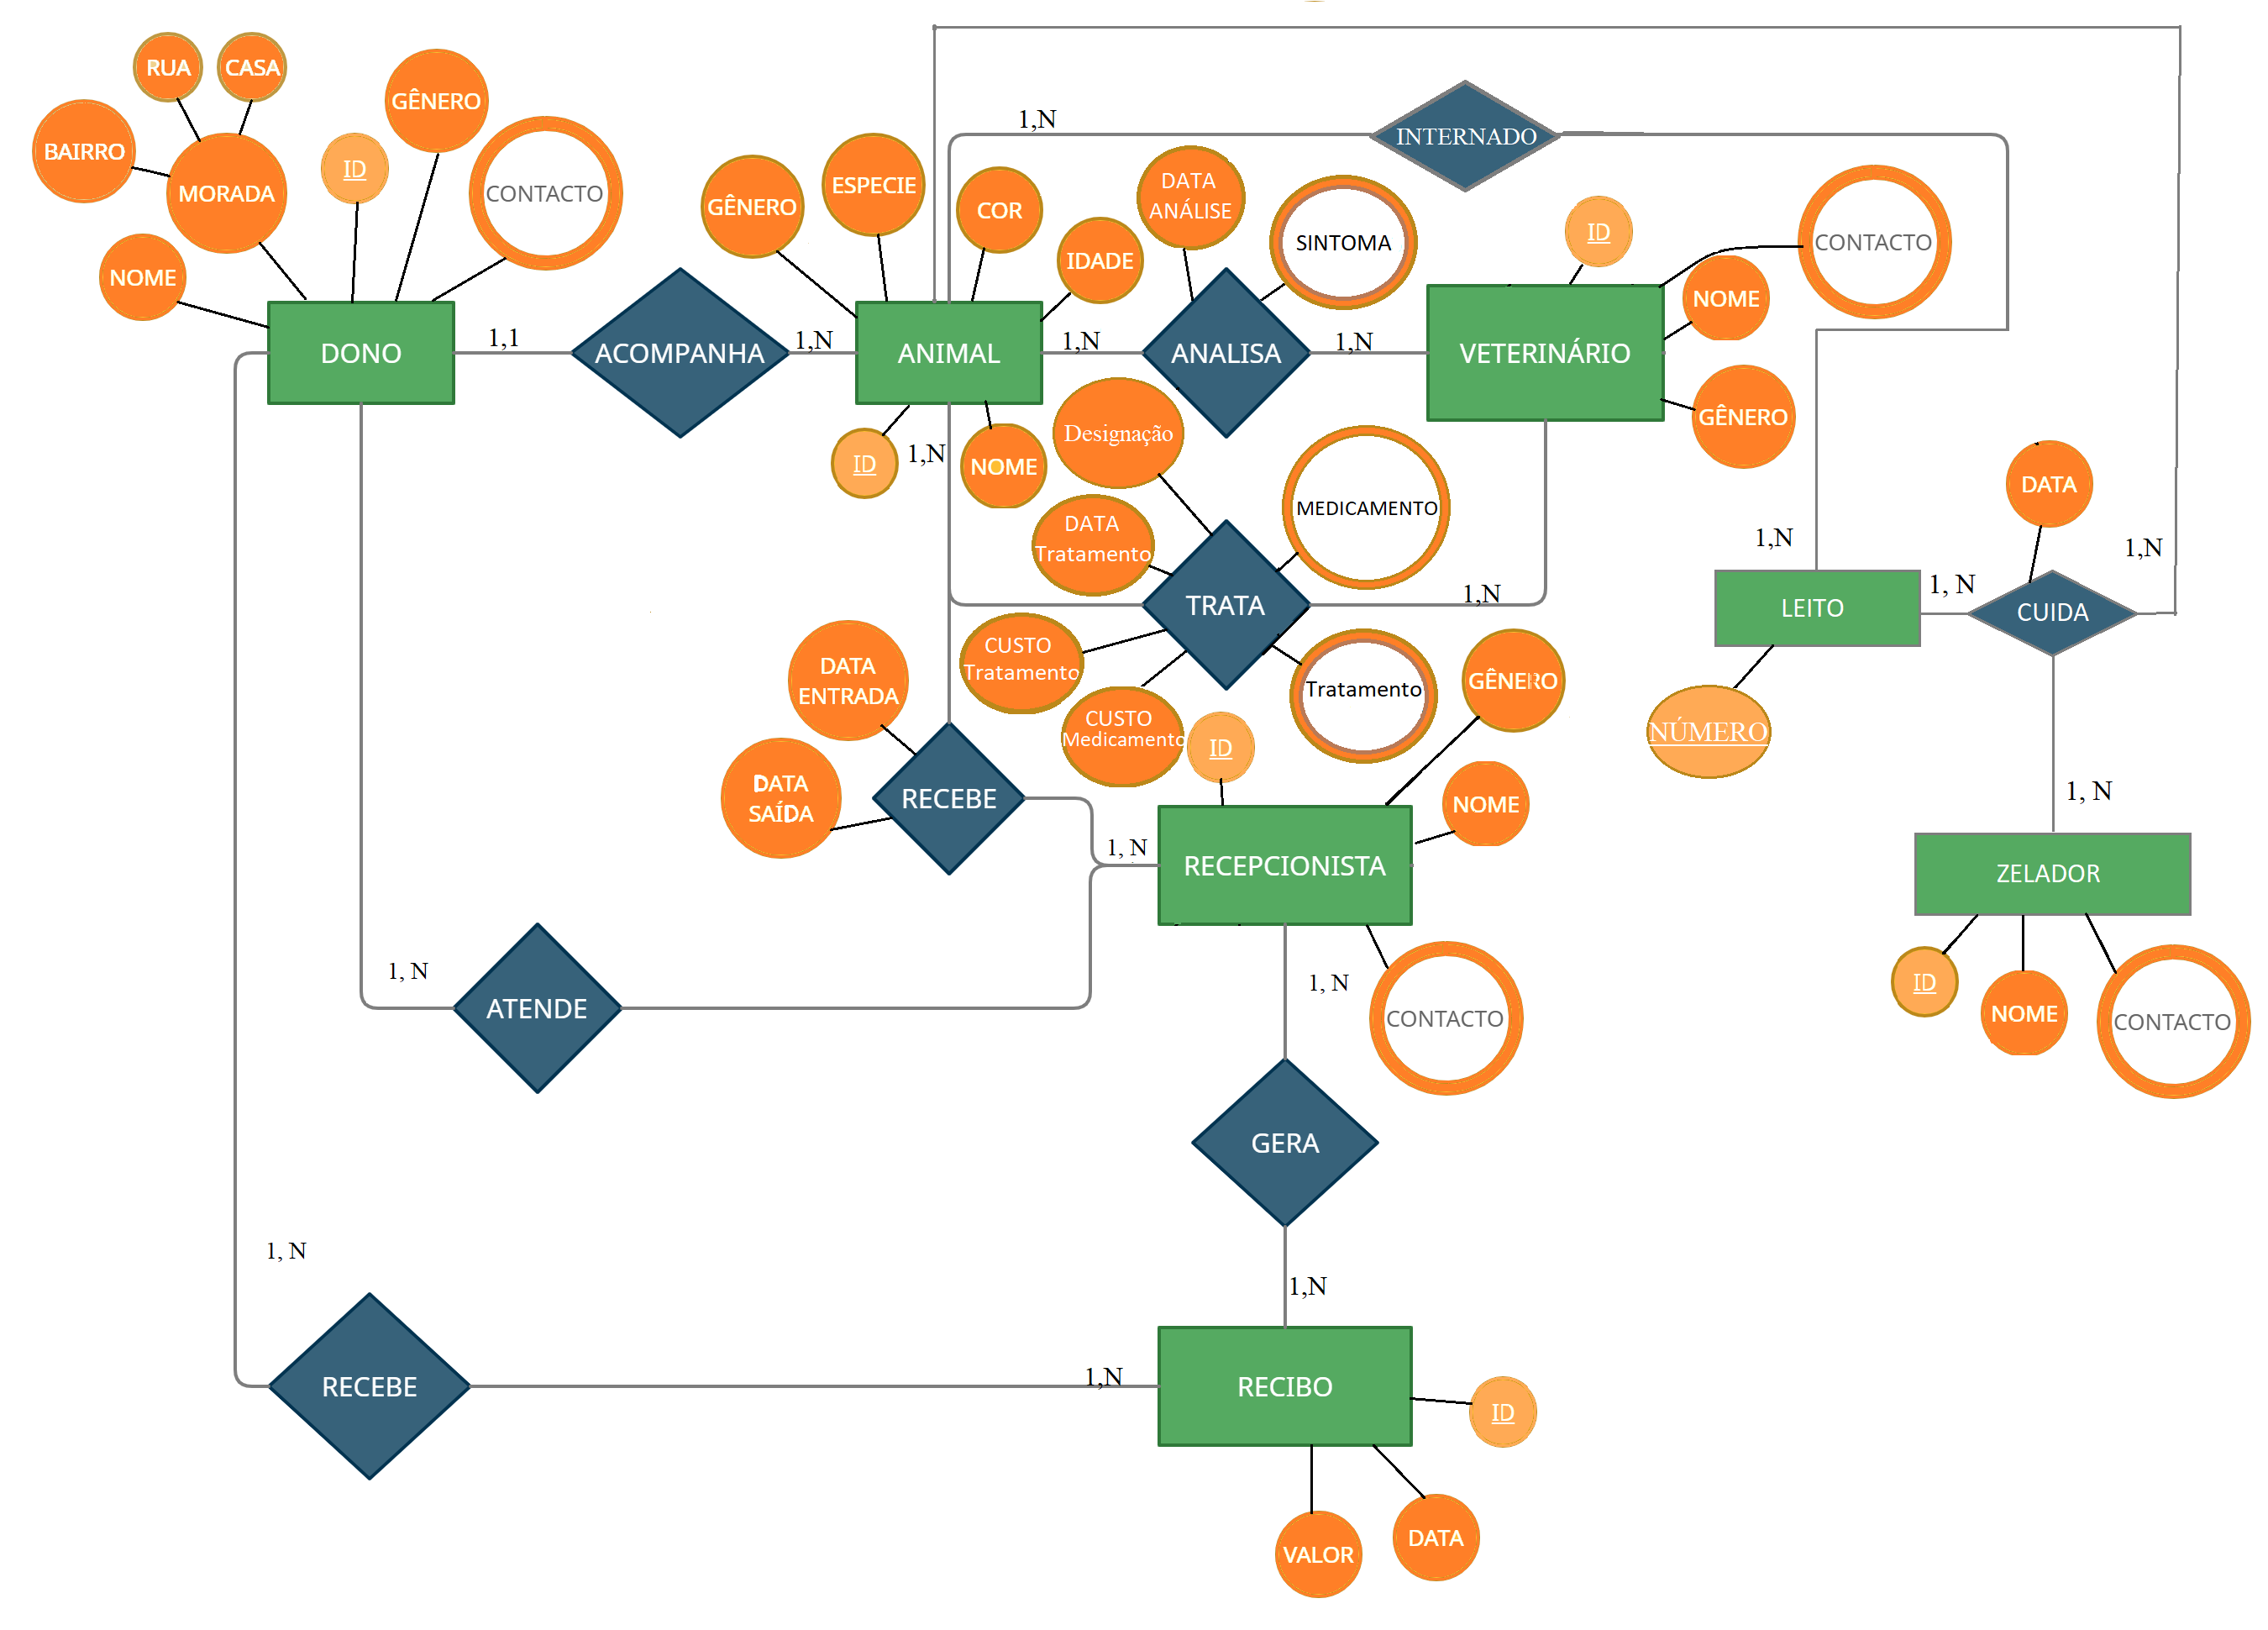 RUA
CASA
GÊNERO
BAIRRO
MORADA
ID
CONTACTO
NOME
DONO
1,1
ACOMPANHA
1,N
GÊNERO
ESPECIE
COR
IDADE
ANIMAL
ID
1,N
NOME
1,N
INTERNADO
DATA
ANÁLISE
SINTOMA
1,N
ANALISA
1,N
ID
CONTACTO
NOME
VETERINÁRIO
GÊNERO
Designação
MEDICAMENTO
DATA
Tratamento
TRATA
1,N
CUSTO
Tratamento
CUSTO
Medicamento
Tratamento
DATA
1,N
1,N
LEITO
1, N
CUIDA
NÚMERO
1, N
ZELADOR
ID
NOME
CONTACTO
DATA
ENTRADA
DATA
SAÍDA
RECEBE
1, N
ID
GÊNERO
NOME
RECEPCIONISTA
1, N
CONTACTO
1, N
ATENDE
GERA
1, N
1,N
RECEBE
1,N
RECIBO
ID
VALOR
DATA